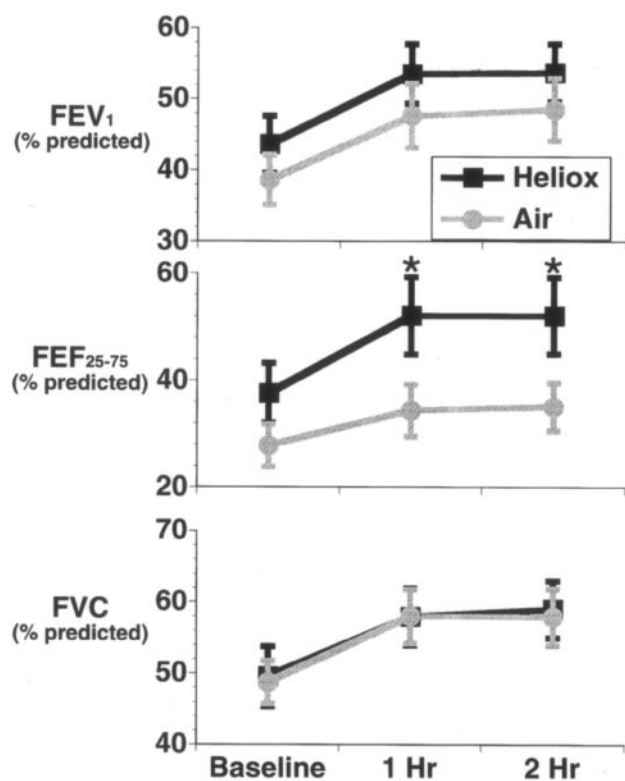 60
FEV1
(% predicted)
40
30
Heliox
Air
60
* *
FEF25-75
(% predicted)
40
20
70
60
FVC
(% predicted)
50
40
Baseline 1 Hr 2 Hr